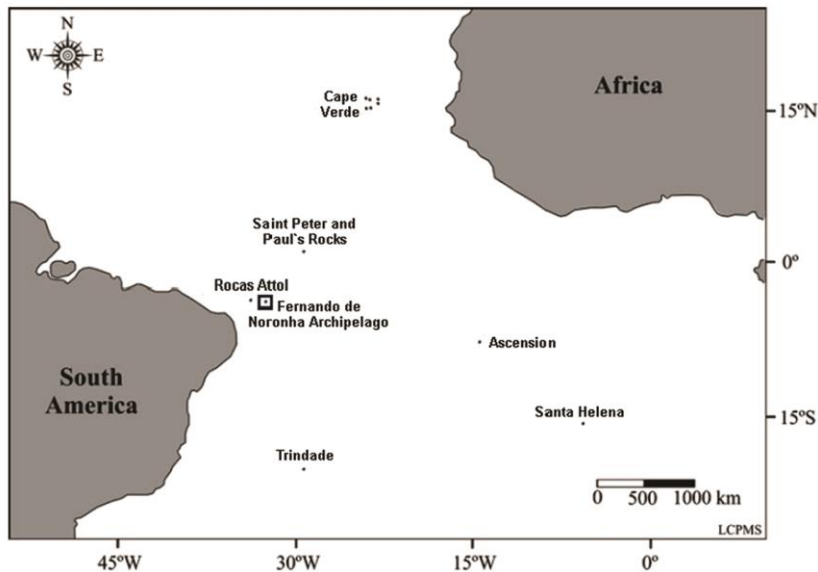 N
W E
S
Africa
Cape
Verde
15ºN
Saint Peter and
Paul`s Rocks
0º
Rocas Attol
Fernando de
Noronha Archipelago
Ascension
South
America
Santa Helena
15ºS
Trindade
0 500 1000 km
LCPMS
45ºW 30ºW 15ºW 0º